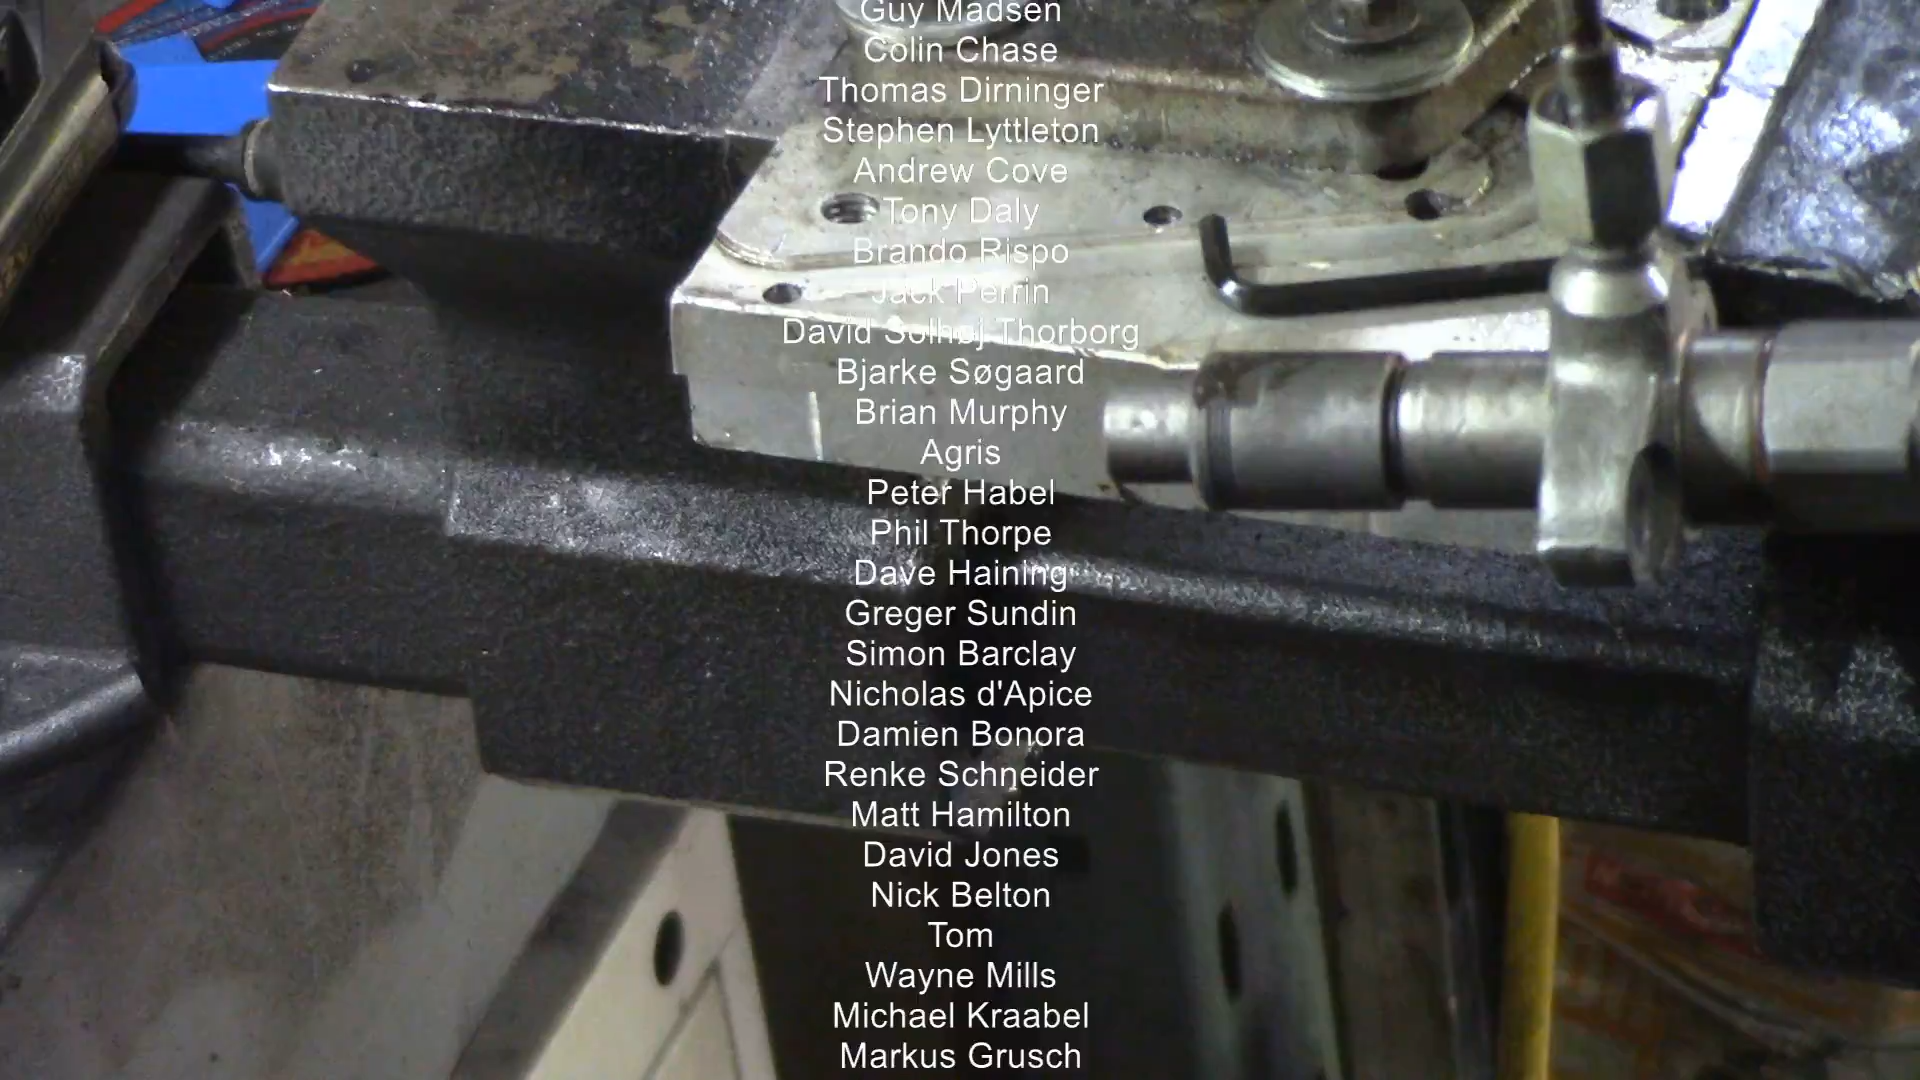 Guy Madsen
Colin Chase
Thomas Dirninger
Stephen Lyttleton
Andrew Cove
Tony Daly
Brando Rispo
Jack Perrin
David Solhøj Thorborg
Bjarke Søgaard
Brian Murphy
Agris
Peter Habel
Phil Thorpe
Dave Haining
Greger Sundin
Simon Barclay
Nicholas d'Apice
Damien Bonora
Renke Schneider
Matt Hamilton
David Jones
Nick Belton
Tom
Wayne Mills
Michael Kraabel
Markus Grusch